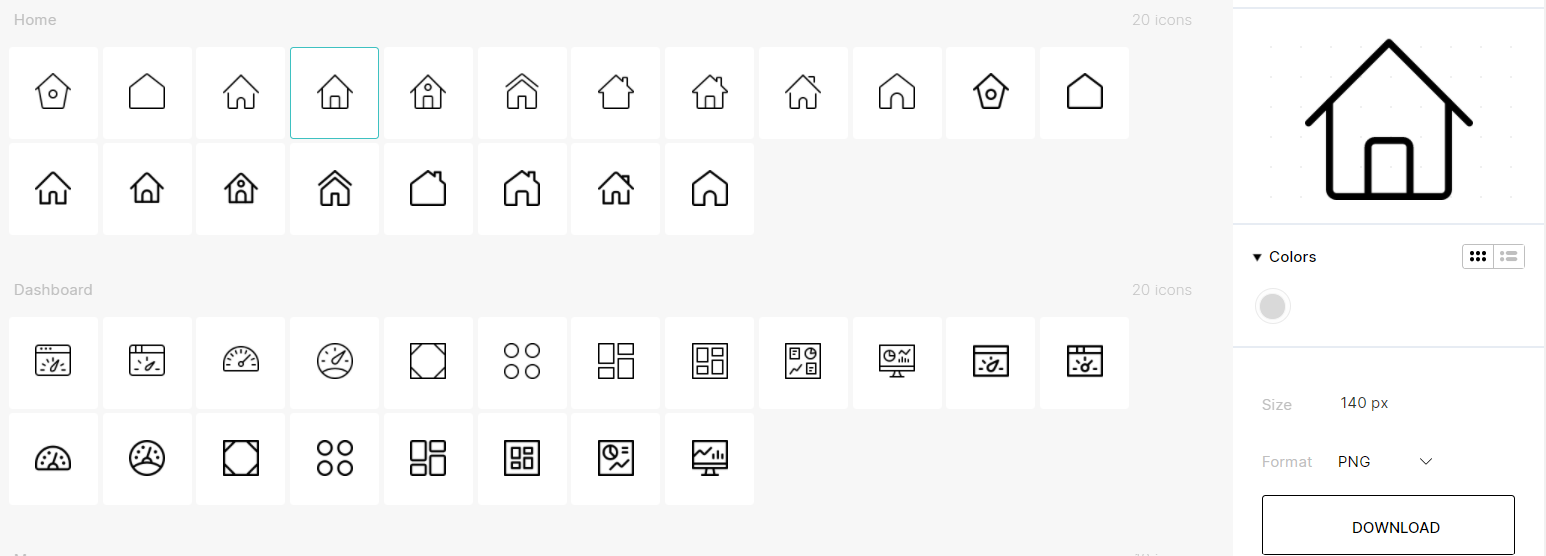 Home
20 icons
Colors
Dashboard
20 icons
Size
140 px
Format
PNG
DOWNLOAD